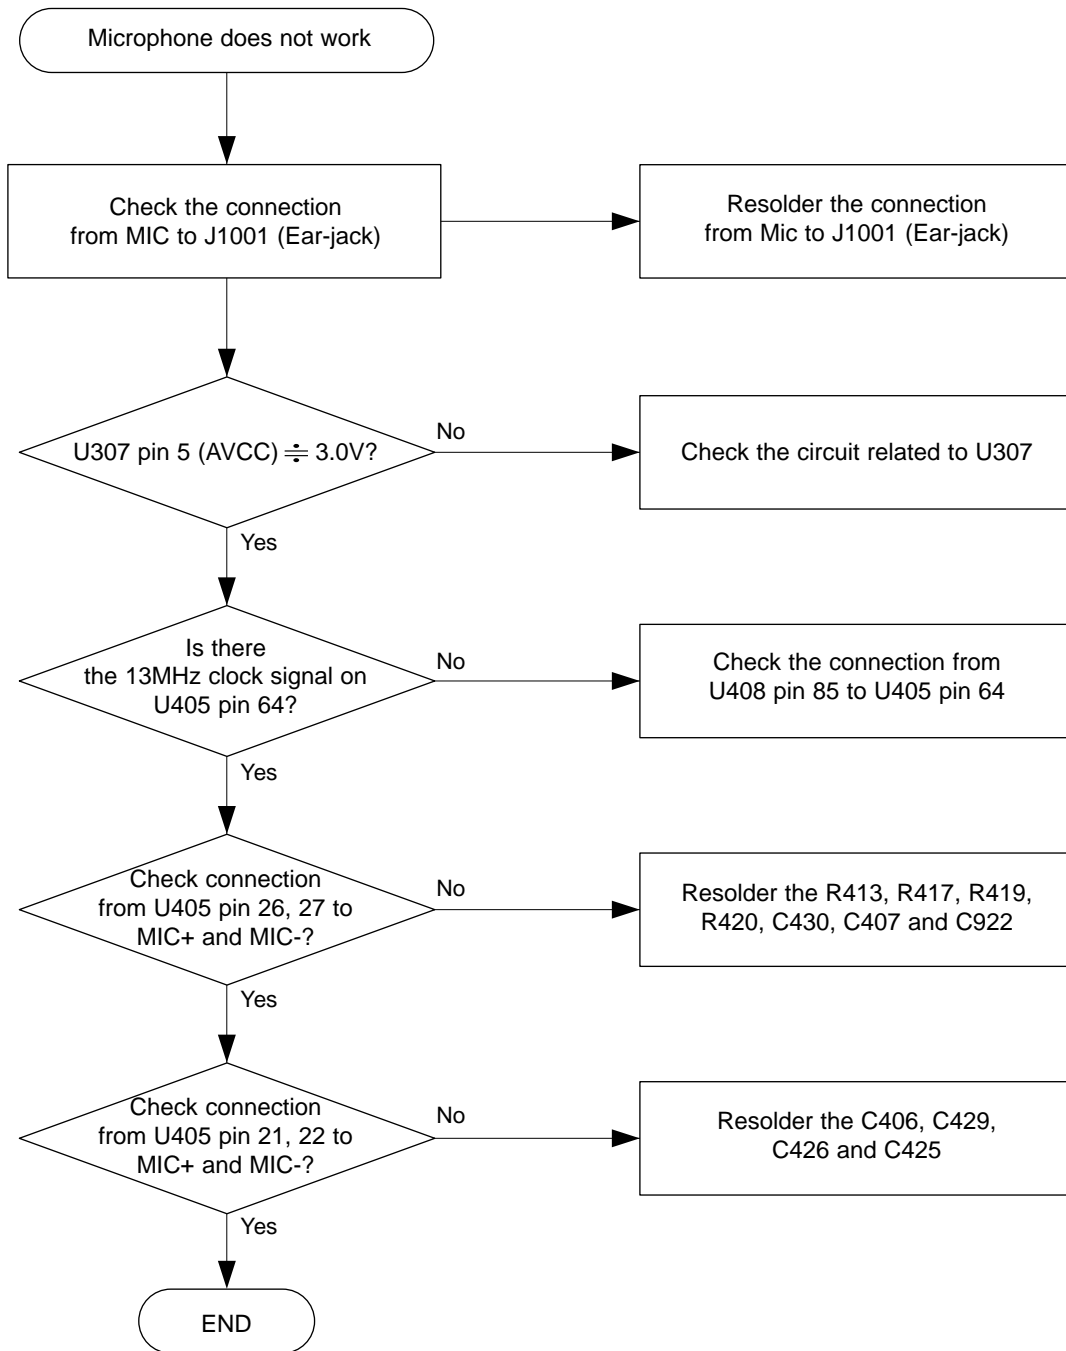 Microphone does not work
Check the connection
from MIC to J1001 (Ear-jack)
Resolder the connection
from Mic to J1001 (Ear-jack)
U307 pin 5 (AVCC) ≑ 3.0V?
No
Check the circuit related to U307
Yes
Is there
the 13MHz clock signal on
U405 pin 64?
No
Check the connection from
U408 pin 85 to U405 pin 64
Yes
Check connection
from U405 pin 26, 27 to
MIC+ and MIC-?
No
Resolder the R413, R417, R419,
R420, C430, C407 and C922
Yes
Check connection
from U405 pin 21, 22 to
MIC+ and MIC-?
No
Resolder the C406, C429,
C426 and C425
Yes
END